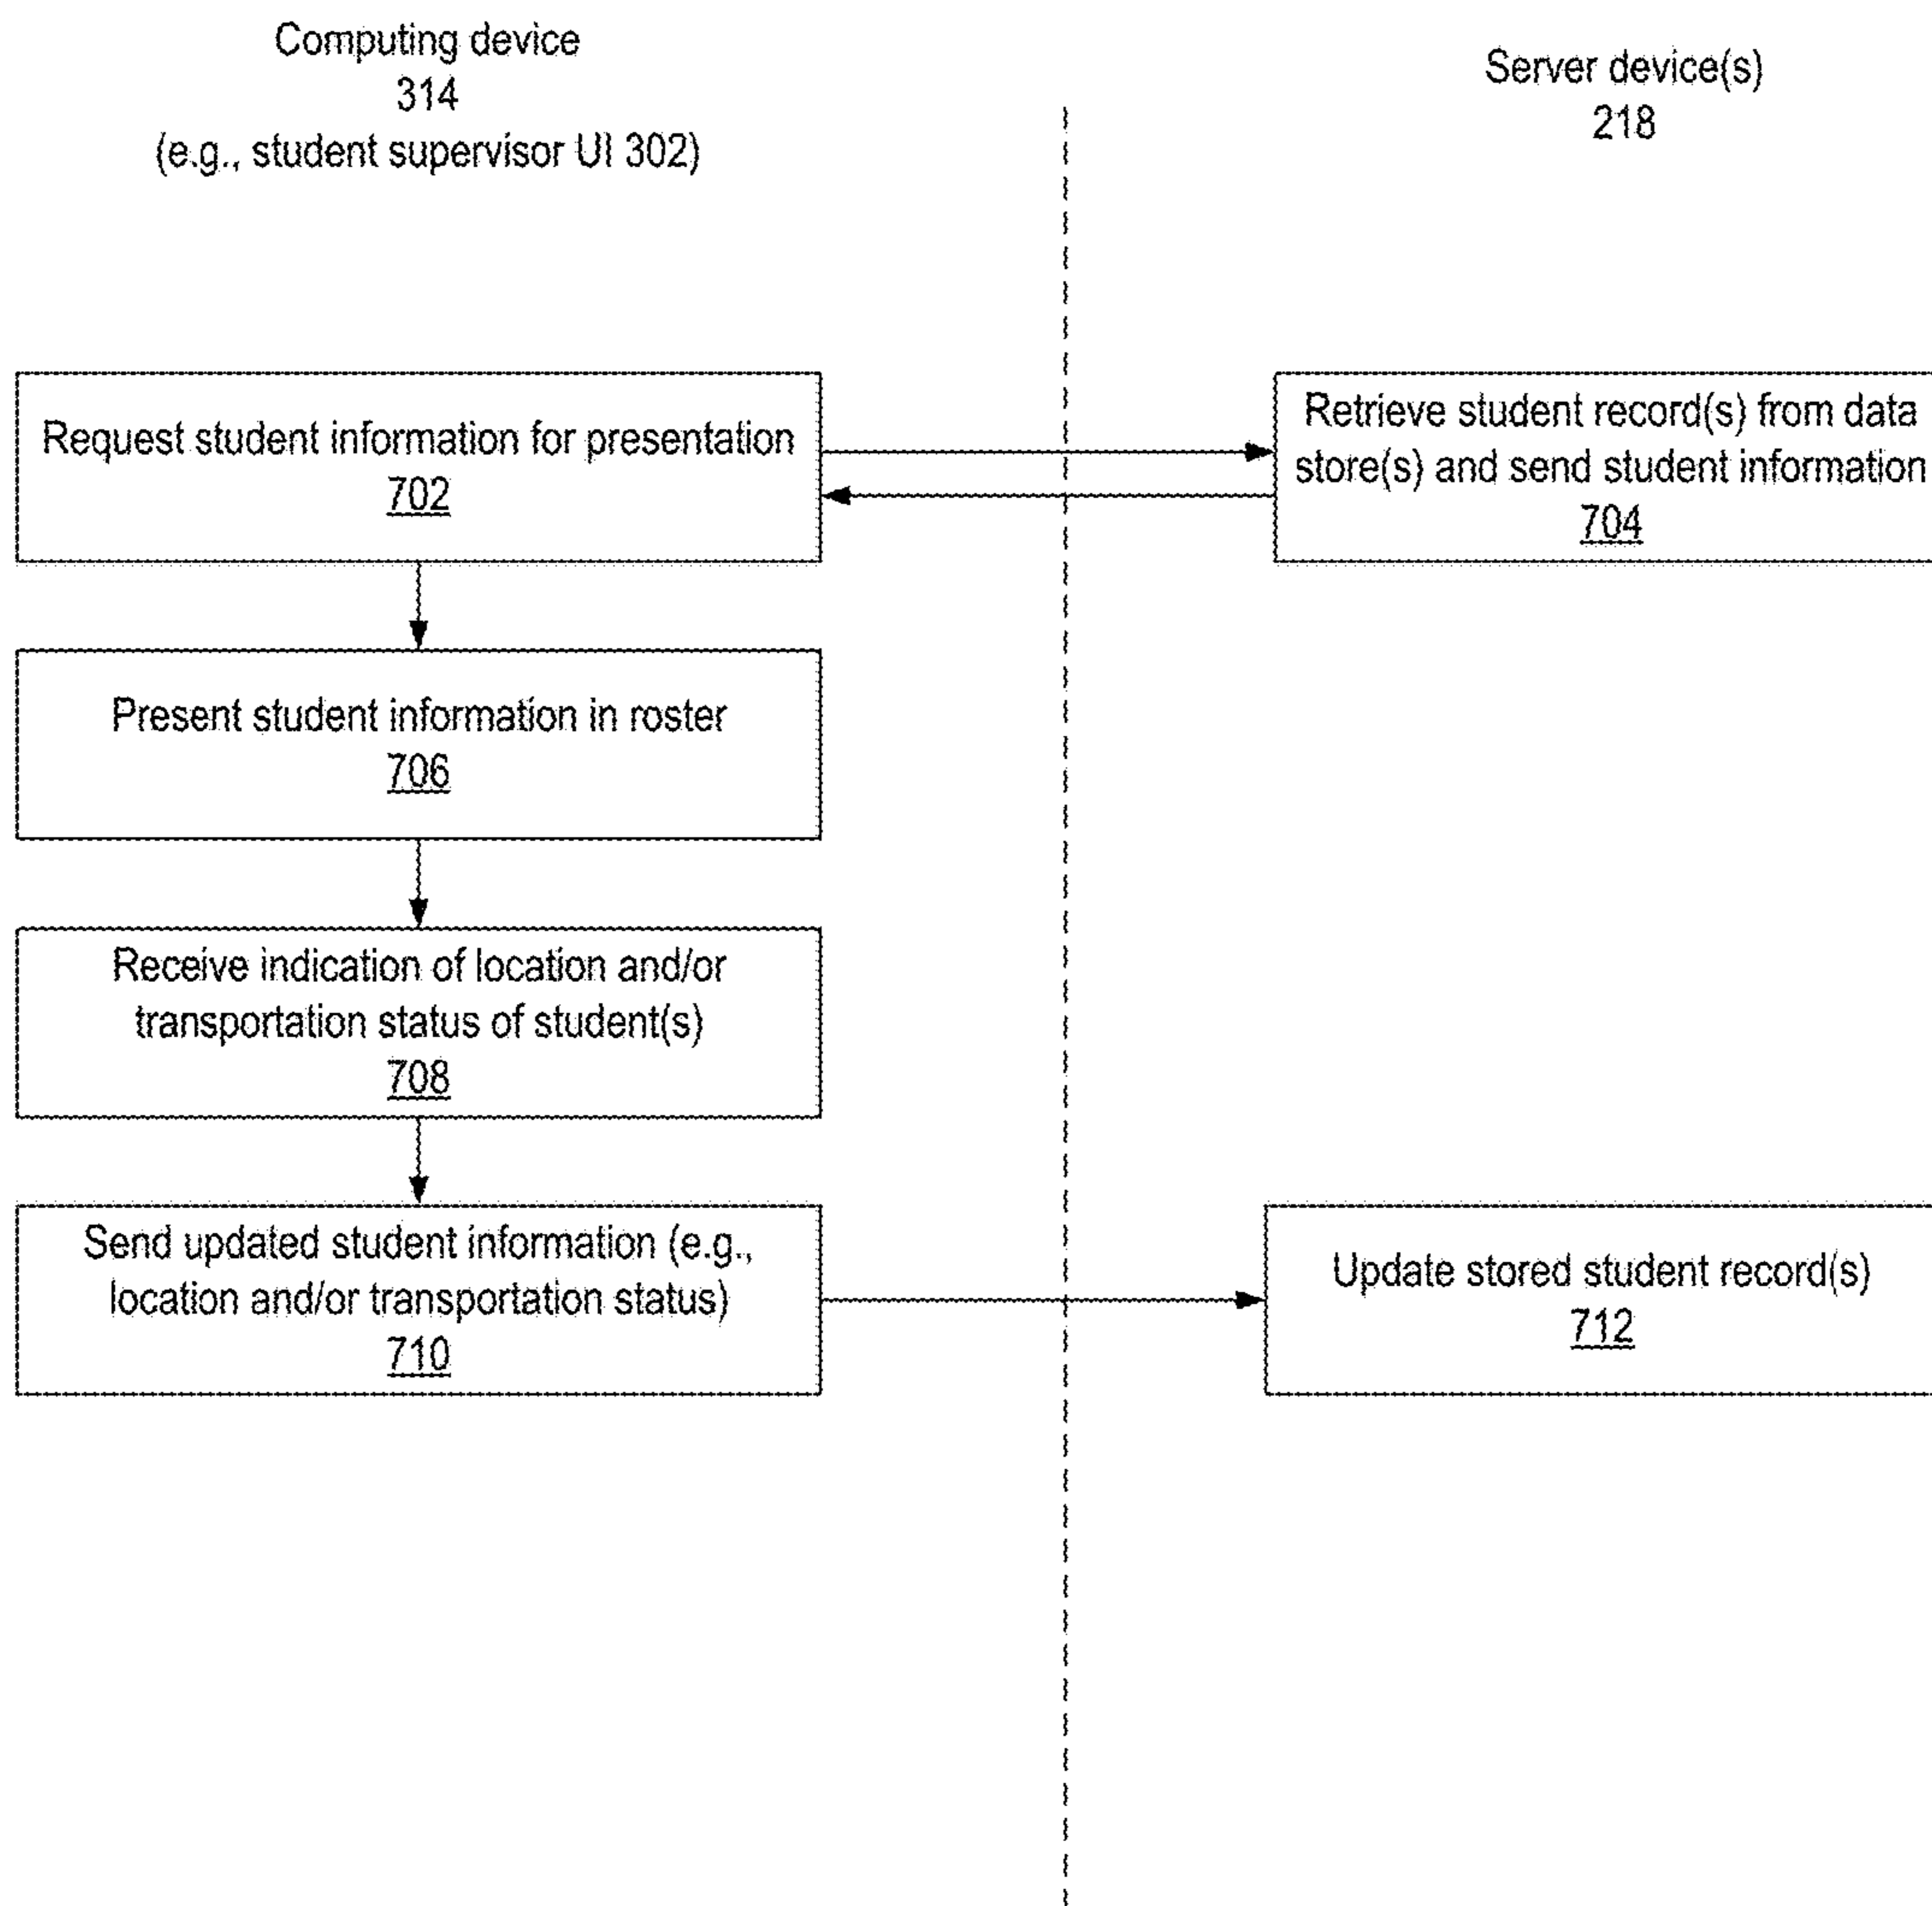 Computing device
314
(e.g., student supervisor UI 302)
Server device(s)
218
Request student information for presentation
702
Retrieve student record(s) from data
store(s) and send student information
704
Present student information in roster
706
Receive indication of location and/or
transportation status of student(s)
708
Send updated student information (e.g.,
location and/or transportation status)
710
Update stored student record(s)
712